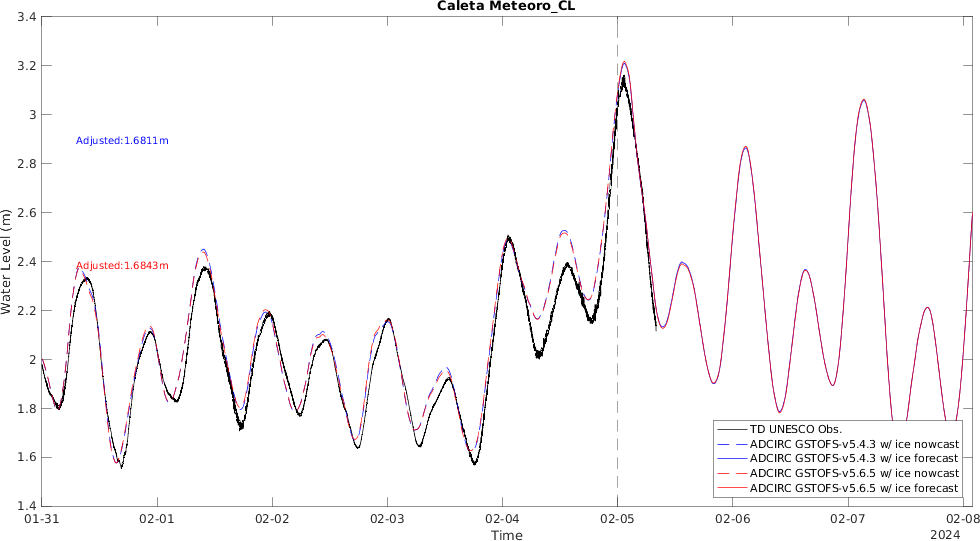 Caleta Meteoro_CL
3.4
3.2
3
2.8
2.6
2.4
2.2
2
1.8
1.6
1.4
Water Level (m)
Adjusted:1.6811m
Adjusted:1.6843m
TD UNESCO Obs.
ADCIRC GSTOFS-v5.4.3 w/ ice nowcast
ADCIRC GSTOFS-v5.4.3 w/ ice forecast
ADCIRC GSTOFS-v5.6.5 w/ ice nowcast
ADCIRC GSTOFS-v5.6.5 w/ ice forecast
01-31 02-01 02-02 02-03 02-04 02-05 02-06 02-07 02-08
Time
2024